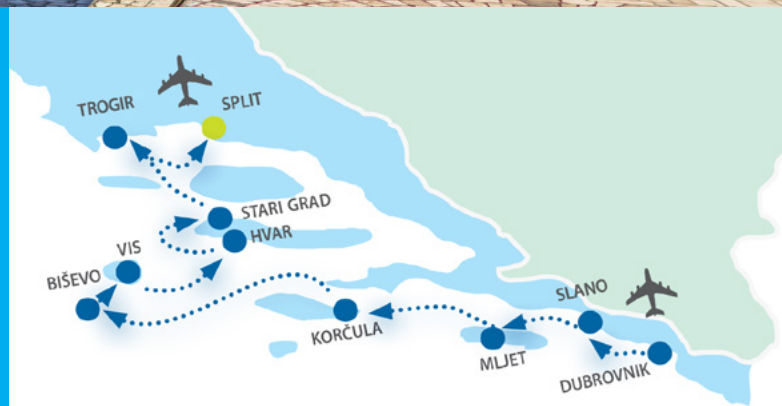 TROGIR
SPLIT
STARI GRAD
HVAR
VIS
BIŠEVO
KORČULA
MLJET
SLANO
DUBROVNIK